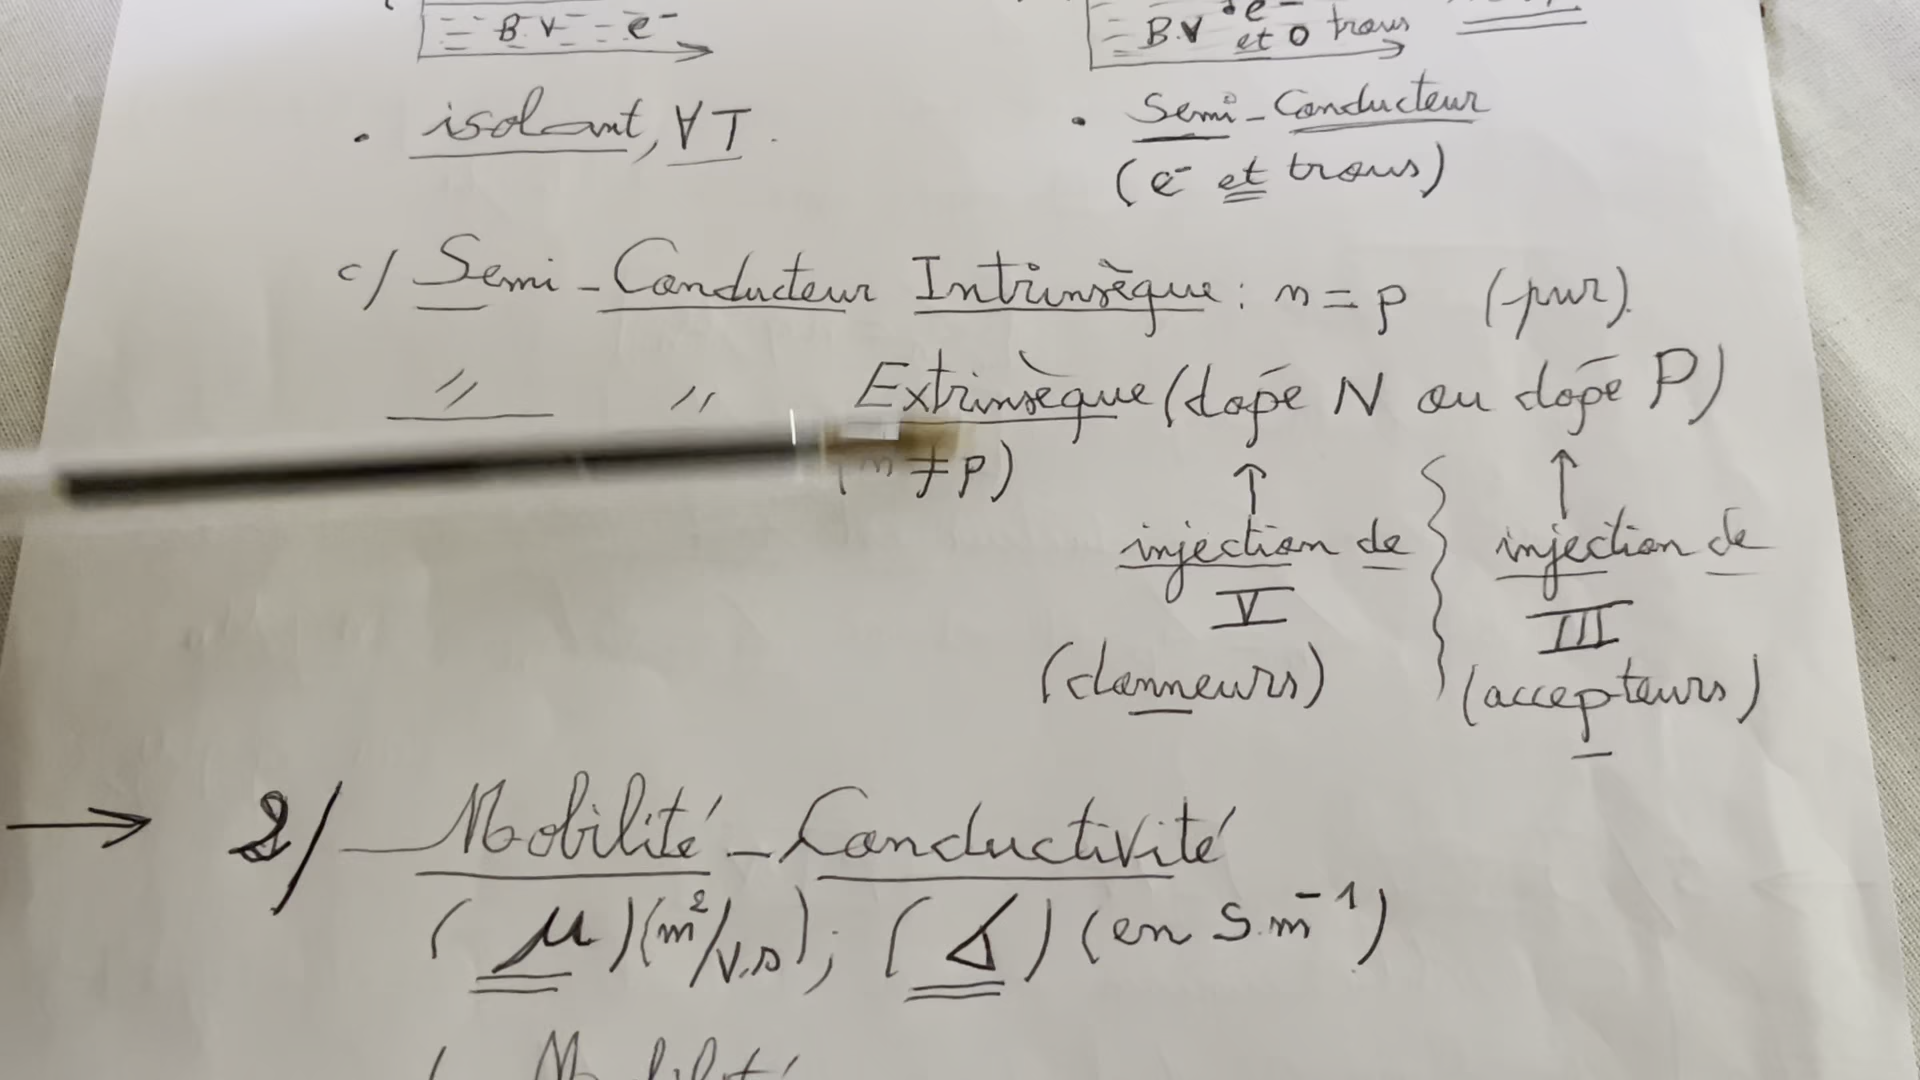 B.V e⁻
B.V e⁻ et o trous
• isolant, ∀T.
• Semi-Conducteur
(e⁻ et trous)
c/ Semi-Conducteur Intrinsèque : n = p (pur).
// // Extrinsèque (dopé N ou dopé P)
(n ≠ p)
↑ ↑
injection de injection de
V III
(donneurs) (accepteurs)
→ 2/ Mobilité - Conductivité
(μ) (m²/V.s) ; (σ) (en S.m⁻¹)
Mobilité